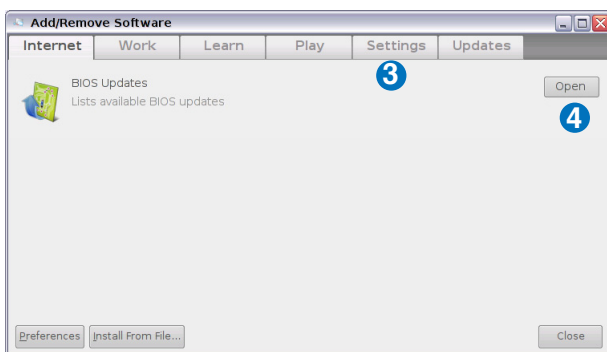 Add/Remove Software
Internet Work Learn Play Settings Updates
3
BIOS Updates
Lists available BIOS updates
Open
4
Preferences Install From File... Close